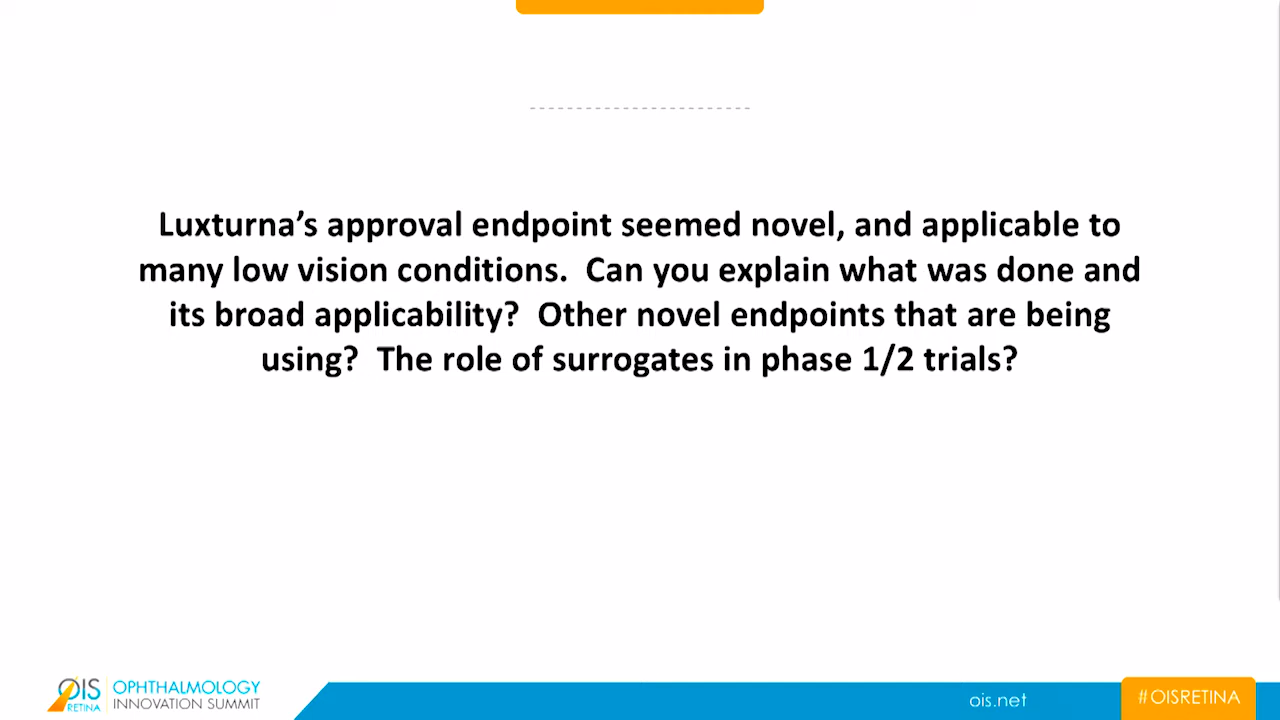 Luxturna’s approval endpoint seemed novel, and applicable to
many low vision conditions.  Can you explain what was done and
its broad applicability?  Other novel endpoints that are being
using?  The role of surrogates in phase 1/2 trials?
OIS
RETINA
OPHTHALMOLOGY
INNOVATION SUMMIT
ois.net
#OISRETINA